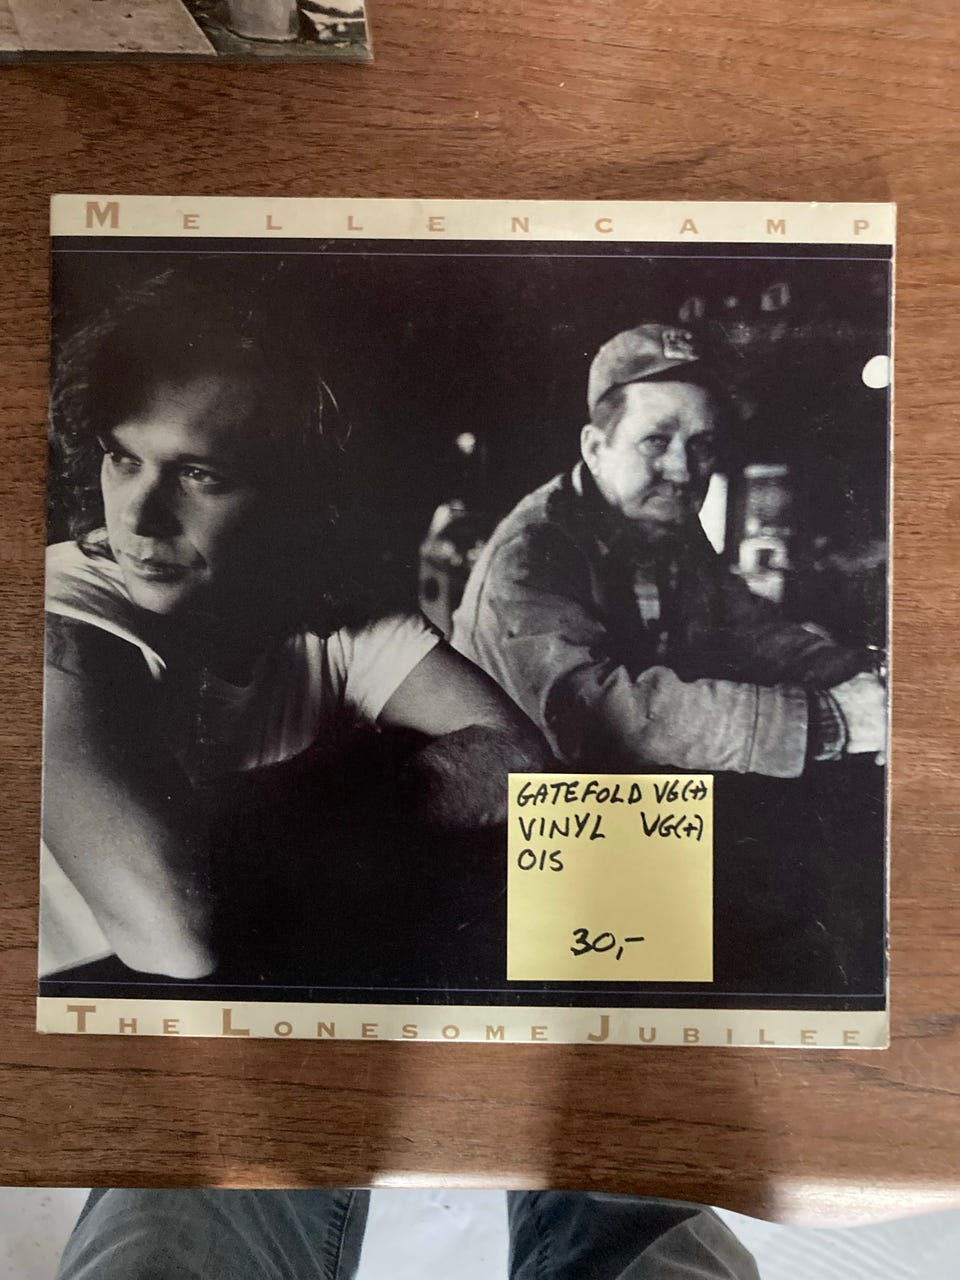 MELLENCAMP
GATEFOLD VG(+)
VINYL VG(+)
OIS
30,-
THE LONESOME JUBILEE